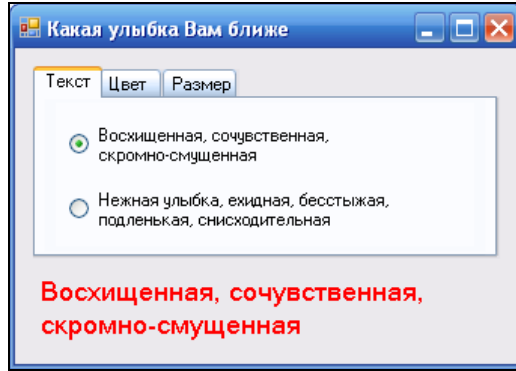 Какая улыбка Вам ближе
Текст Цвет Размер
Восхищенная, сочувственная,
скромно-смущенная
Нежная улыбка, ехидная, бесстыжая,
подленькая, снисходительная
Восхищенная, сочувственная,
скромно-смущенная